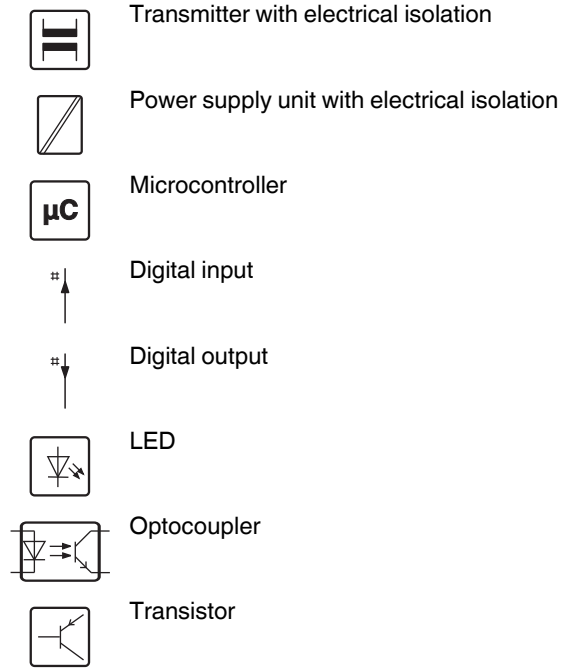 Transmitter with electrical isolation
Power supply unit with electrical isolation
µC
Microcontroller
#
Digital input
#
Digital output
LED
Optocoupler
Transistor